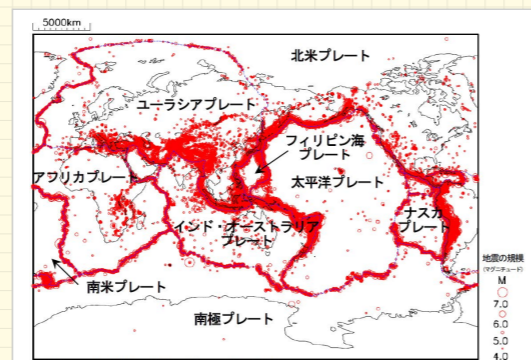 5000km
北米プレート
ユーラシアプレート
フィリピン海
プレート
アフリカプレート
太平洋プレート
ナスカ
プレート
インド・オーストラリア
プレート
南米プレート
南極プレート
地震の規模
(マグニチュード)
M
7.0
6.0
5.0
4.0